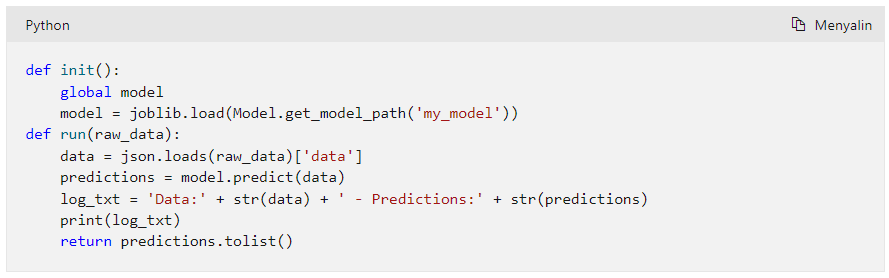 Python
Menyalin
def init():
    global model
    model = joblib.load(Model.get_model_path('my_model'))
def run(raw_data):
    data = json.loads(raw_data)['data']
    predictions = model.predict(data)
    log_txt = 'Data:' + str(data) + ' - Predictions:' + str(predictions)
    print(log_txt)
    return predictions.tolist()